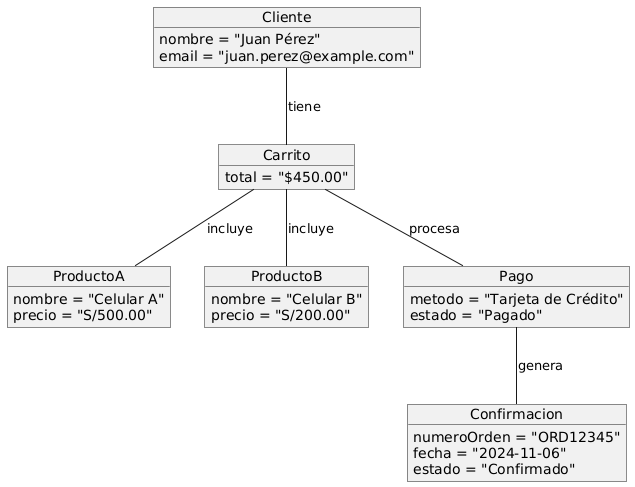 Cliente
nombre = "Juan Pérez"
email = "juan.perez@example.com"
tiene
Carrito
total = "$450.00"
incluye
incluye
procesa
ProductoA
nombre = "Celular A"
precio = "S/500.00"
ProductoB
nombre = "Celular B"
precio = "S/200.00"
Pago
metodo = "Tarjeta de Crédito"
estado = "Pagado"
genera
Confirmacion
numeroOrden = "ORD12345"
fecha = "2024-11-06"
estado = "Confirmado"